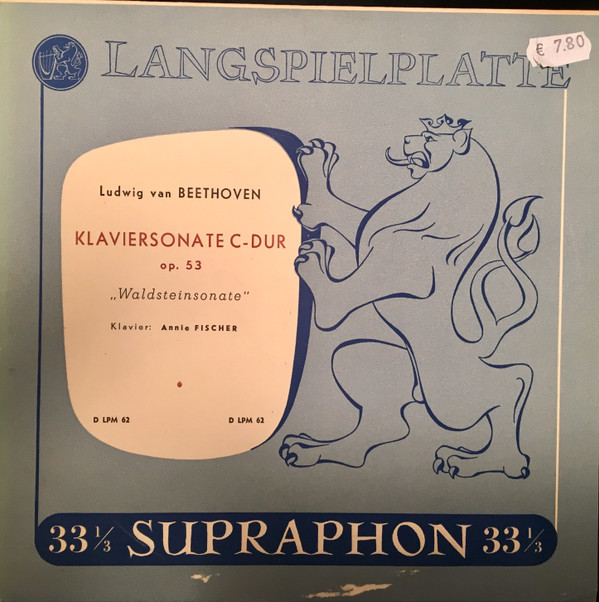 € 7.80
LANGSPIELPLATTE
Ludwig van BEETHOVEN
KLAVIERSONATE C-DUR
op. 53
„Waldsteinsonate"
Klavier: Annie FISCHER
D LPM 62 D LPM 62
33 1/3 SUPRAPHON 33 1/3